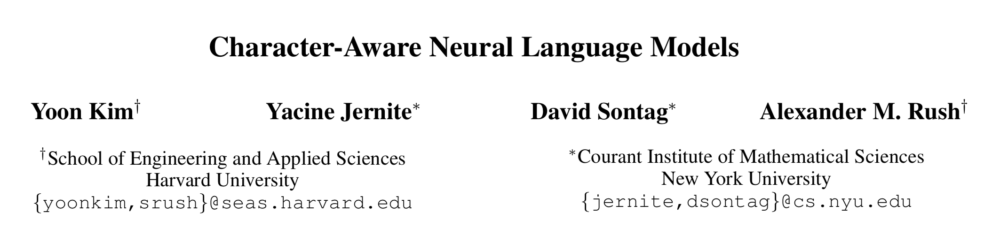 Character-Aware Neural Language Models
Yoon Kim† Yacine Jernite* David Sontag* Alexander M. Rush†
†School of Engineering and Applied Sciences
Harvard University
{yoonkim,srush}@seas.harvard.edu
*Courant Institute of Mathematical Sciences
New York University
{jernite,dsontag}@cs.nyu.edu